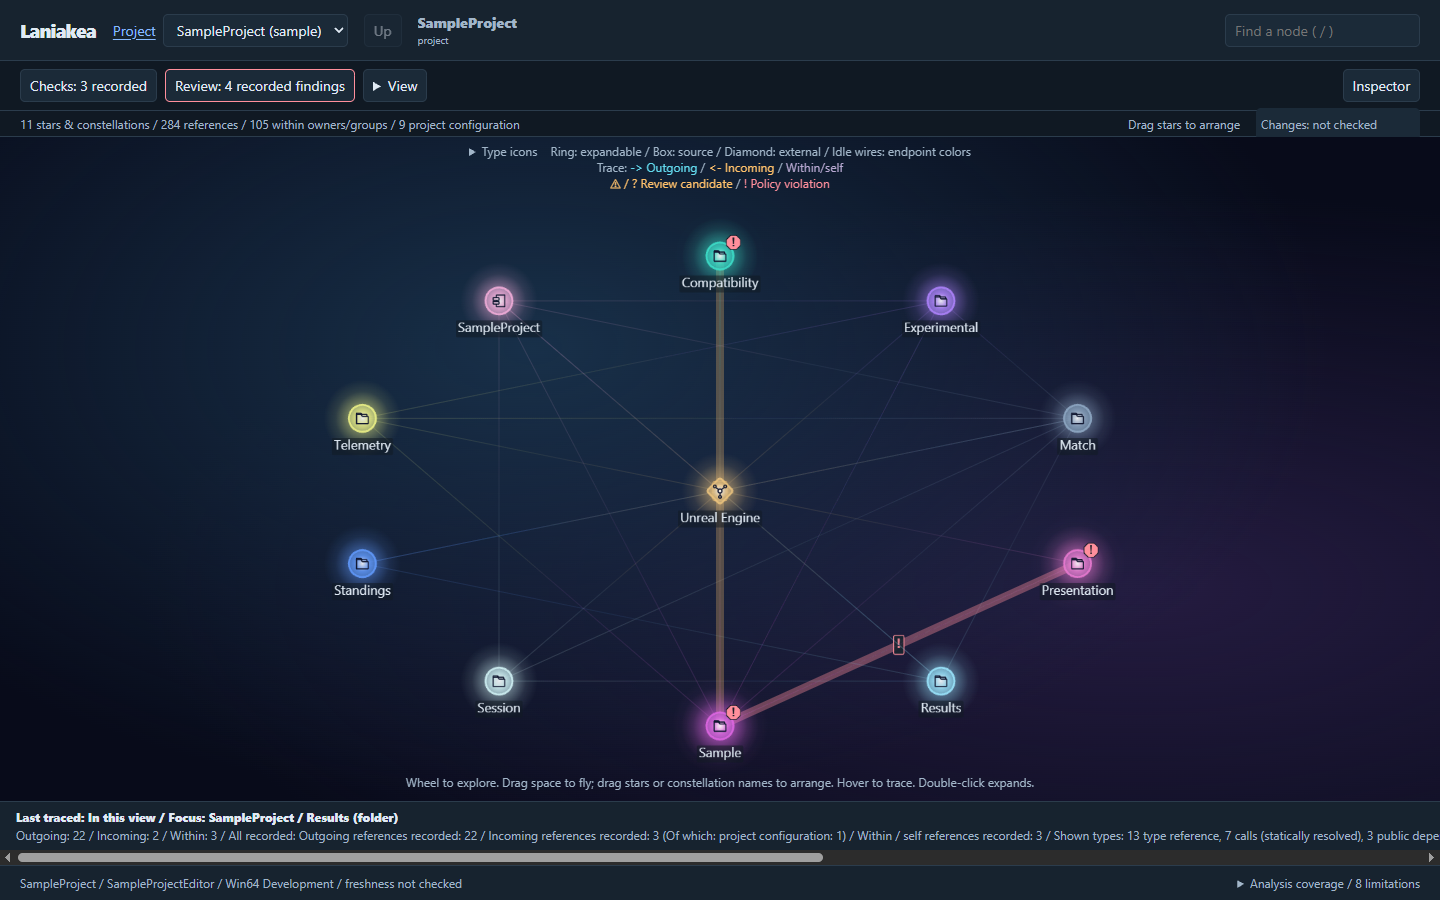 Laniakea Project SampleProject (sample) Up SampleProject Find a node ( / )
project
Checks: 3 recorded Review: 4 recorded findings ▶ View Inspector
11 stars & constellations / 284 references / 105 within owners/groups / 9 project configuration Drag stars to arrange Changes: not checked
▶ Type icons Ring: expandable / Box: source / Diamond: external / Idle wires: endpoint colors
Trace: -> Outgoing / <- Incoming / Within/self
⚠ / ? Review candidate / ! Policy violation
!
Compatibility
SampleProject
Experimental
Telemetry
Match
Unreal Engine
!
Standings
Presentation
!
Session
Results
!
Sample
Wheel to explore. Drag space to fly; drag stars or constellation names to arrange. Hover to trace. Double-click expands.
Last traced: In this view / Focus: SampleProject / Results (folder)
Outgoing: 22 / Incoming: 2 / Within: 3 / All recorded: Outgoing references recorded: 22 / Incoming references recorded: 3 (Of which: project configuration: 1) / Within / self references recorded: 3 / Shown types: 13 type reference, 7 calls (statically resolved), 3 public depe
SampleProject / SampleProjectEditor / Win64 Development / freshness not checked ▶ Analysis coverage / 8 limitations